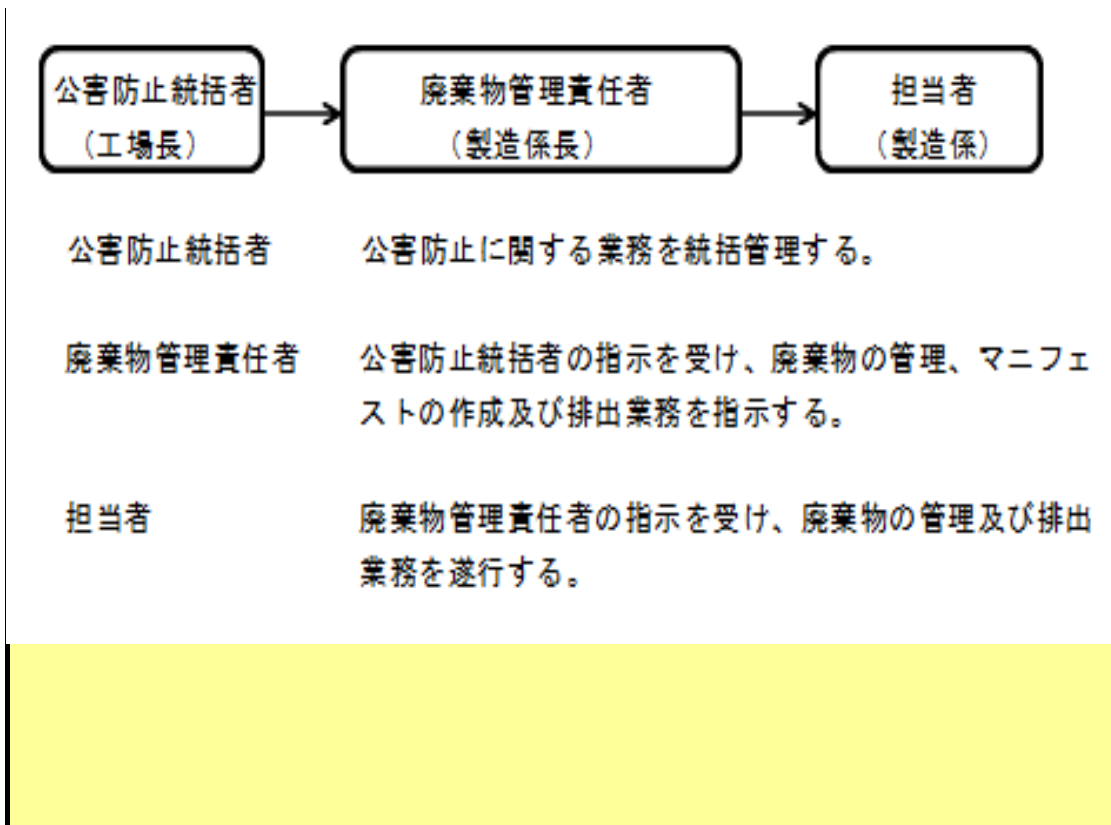 公害防止統括者
(工場長)
廃棄物管理責任者
(製造係長)
担当者
(製造係)
公害防止統括者 公害防止に関する業務を統括管理する。
廃棄物管理責任者 公害防止統括者の指示を受け、廃棄物の管理、マニフェ
ストの作成及び排出業務を指示する。
担当者 廃棄物管理責任者の指示を受け、廃棄物の管理及び排出
業務を遂行する。